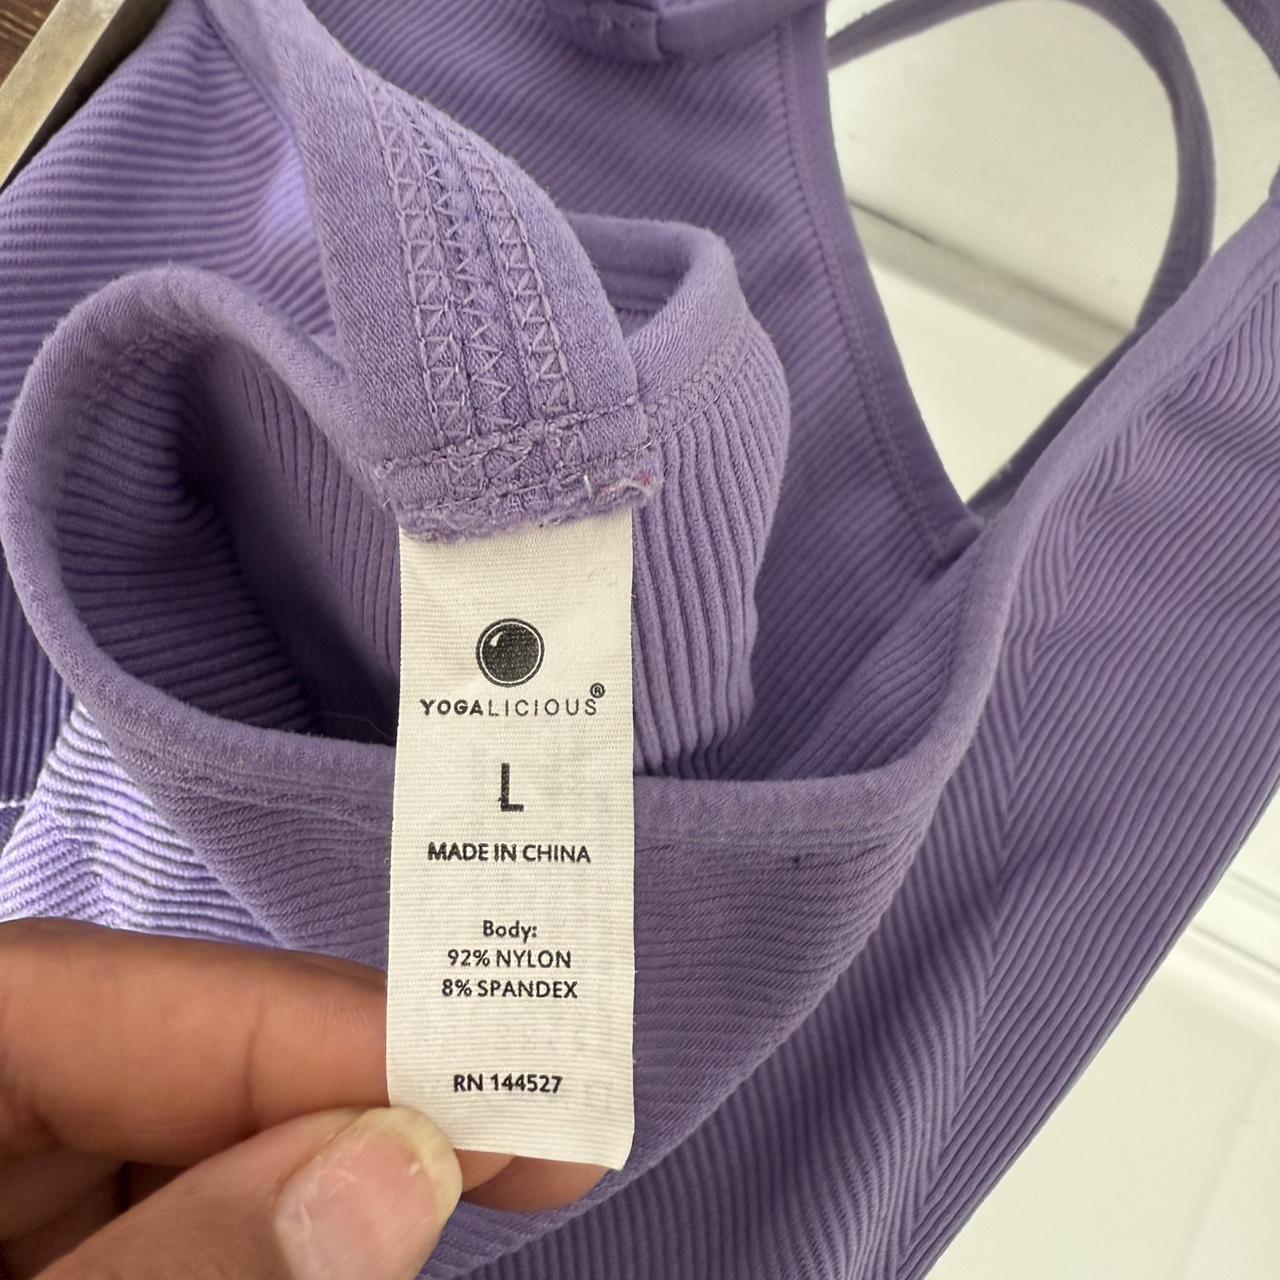 YOGALICIOUS®
L
MADE IN CHINA
Body:
92% NYLON
8% SPANDEX
RN 144527